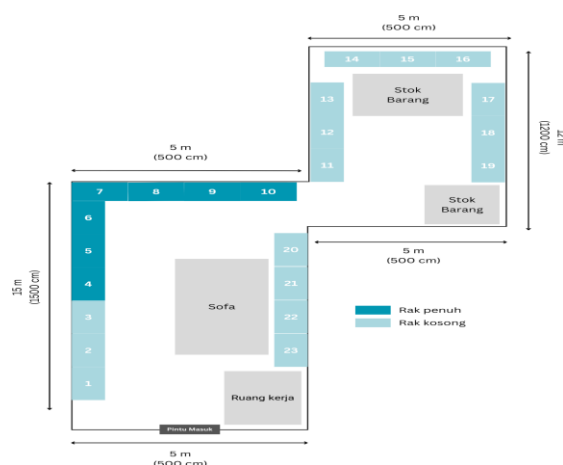 5 m
(500 cm)
14 15 16
Stok
Barang
13
12
11
17
18
19
12 m
(1200 cm)
Stok
Barang
5 m
(500 cm)
5 m
(500 cm)
7 8 9 10
6
5
4
3
2
1
15 m
(1500 cm)
20
21
22
23
Sofa
Rak penuh
Rak kosong
Ruang kerja
Pintu Masuk
5 m
(500 cm)